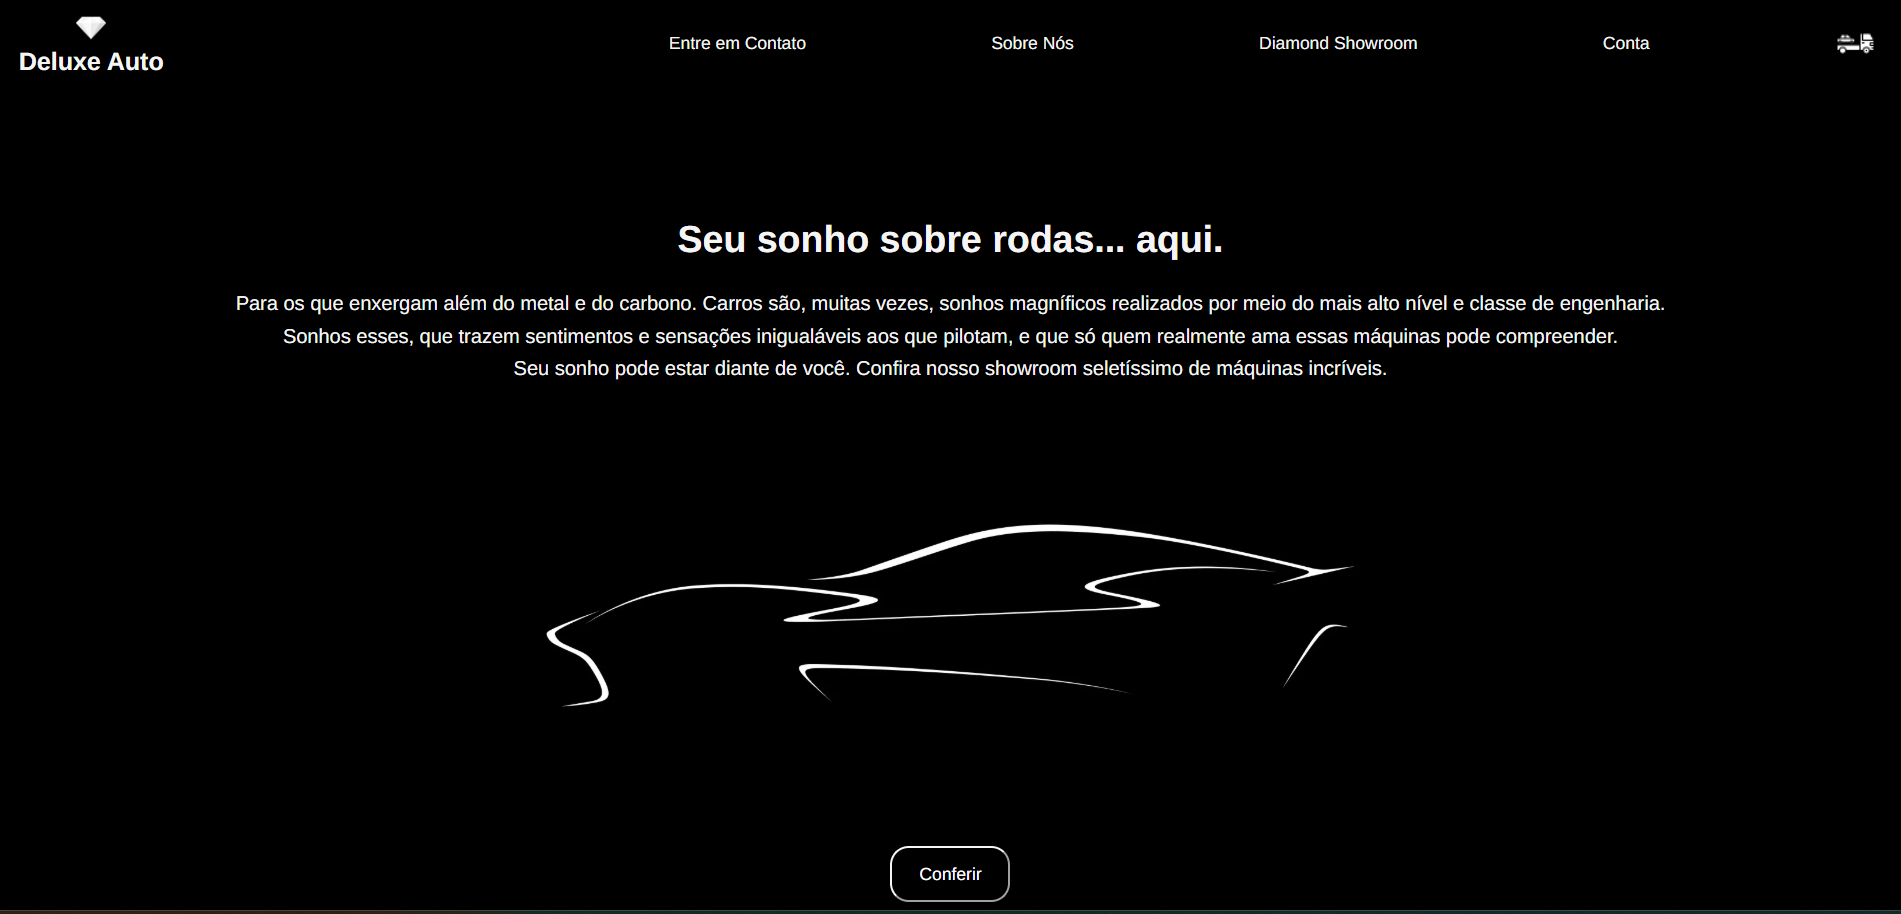 Deluxe Auto
Entre em Contato
Sobre Nós
Diamond Showroom
Conta
Seu sonho sobre rodas... aqui.
Para os que enxergam além do metal e do carbono. Carros são, muitas vezes, sonhos magníficos realizados por meio do mais alto nível e classe de engenharia.
Sonhos esses, que trazem sentimentos e sensações inigualáveis aos que pilotam, e que só quem realmente ama essas máquinas pode compreender.
Seu sonho pode estar diante de você. Confira nosso showroom seletíssimo de máquinas incríveis.
Conferir